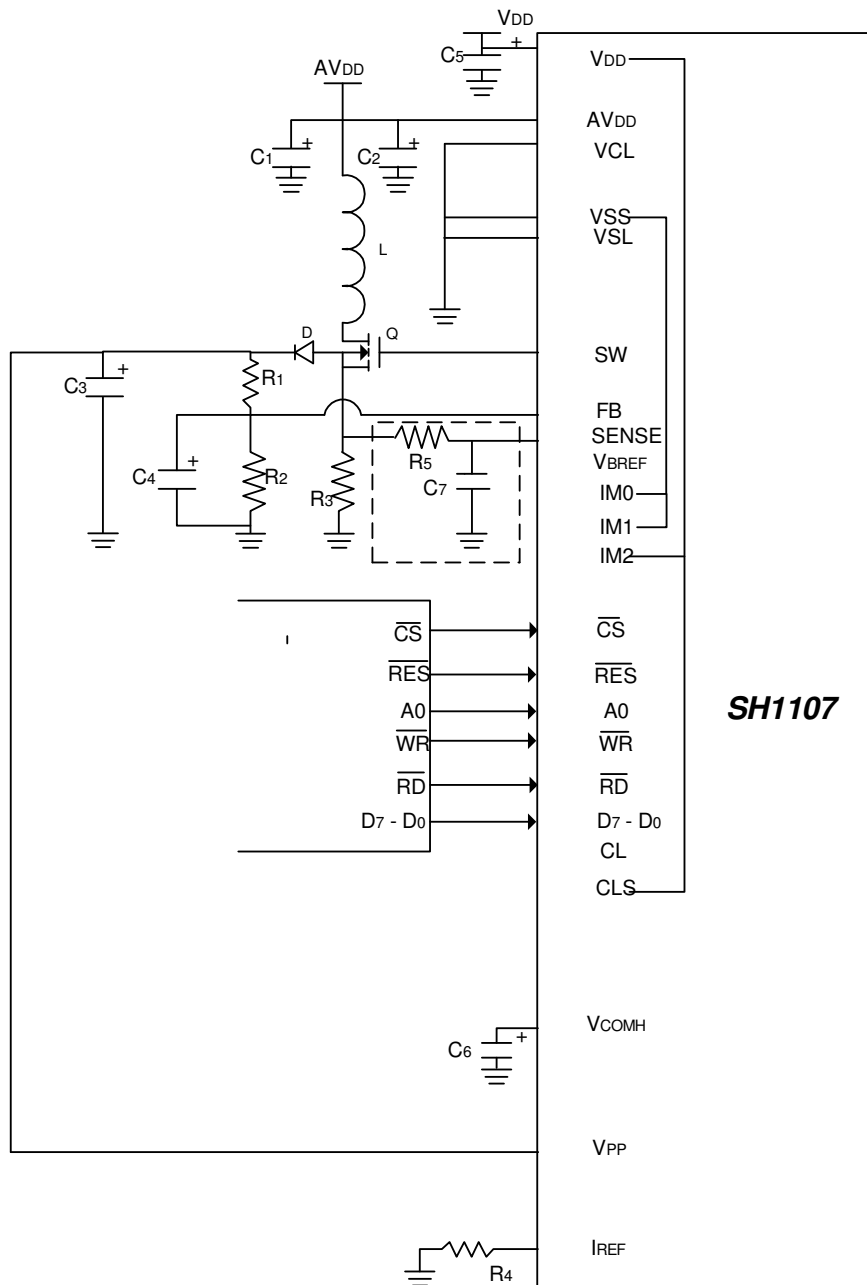 VDD
+
C5
VDD
AVDD
AVDD
VCL
C1
+
C2
+
VSS
VSL
L
D
Q
SW
C3
+
R1
FB
SENSE
R5
VBREF
C4
+
R2
R3
C7
IM0
IM1
IM2
CS
CS
RES
RES
A0
A0
WR
WR
RD
RD
D7 - D0
D7 - D0
CL
CLS
SH1107
VCOMH
C6
+
VPP
IREF
R4